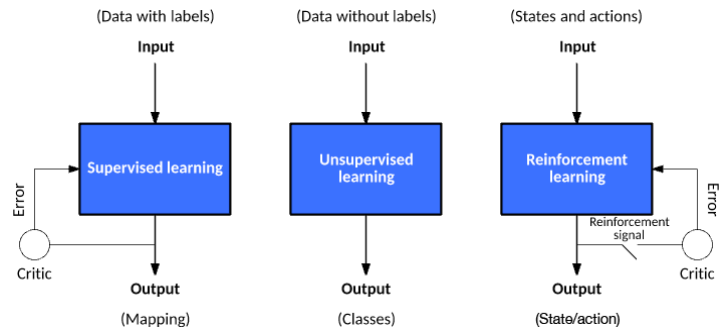 (Data with labels)
Input
Supervised learning
Error
Critic
Output
(Mapping)
(Data without labels)
Input
Unsupervised
learning
Output
(Classes)
(States and actions)
Input
Reinforcement
learning
Error
Reinforcement
signal
Critic
Output
(State/action)